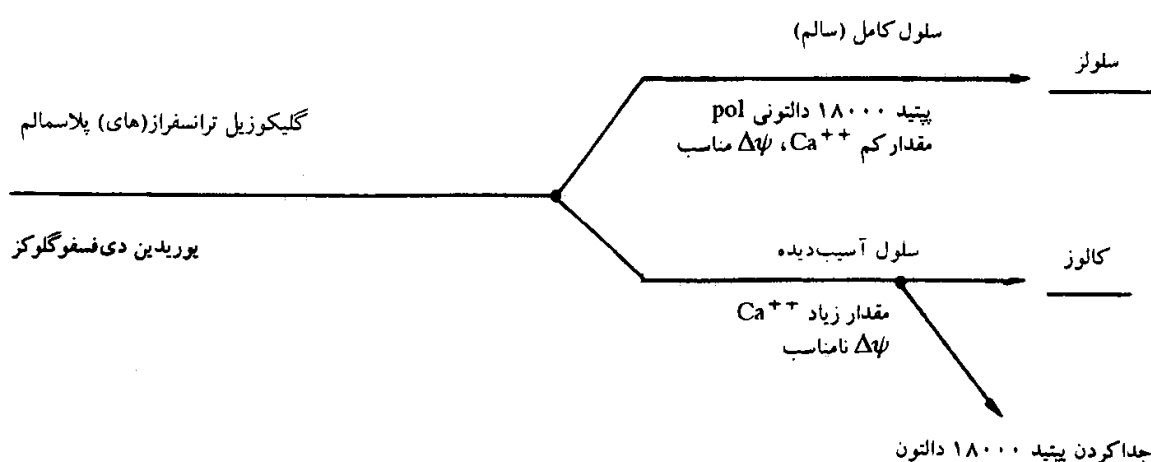 سلول کامل (سالم)
سلولز
گلیکوزیل ترانسفراز(های) پلاسمالم
پپتید ۱۸۰۰۰ دالتونی pol
مقدار کم Ca++، Δψ مناسب
یوریدین دی‌فسفوگلوکز
سلول آسیب‌دیده
کالوز
مقدار زیاد Ca++
Δψ نامناسب
جداکردن پپتید ۱۸۰۰۰ دالتون